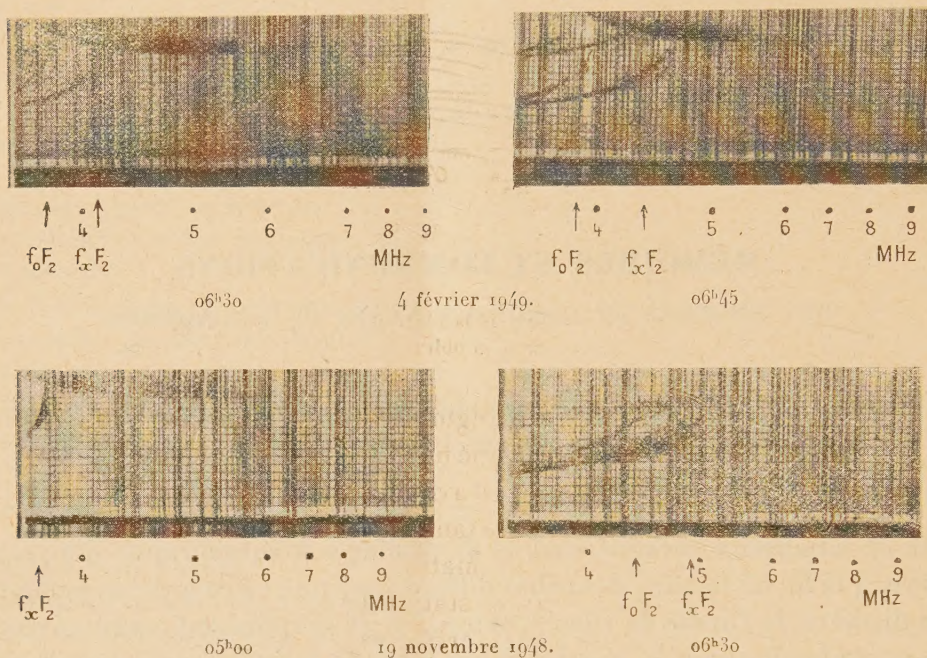 4 5 6 7 8 9
f₀F₂ fₓF₂ MHz
06ʰ30
4 5 6 7 8 9
f₀F₂ fₓF₂ MHz
06ʰ45
4 février 1949.
4 5 6 7 8 9
fₓF₂ MHz
05ʰ00
4 5 6 7 8 9
f₀F₂ fₓF₂ MHz
06ʰ30
19 novembre 1948.